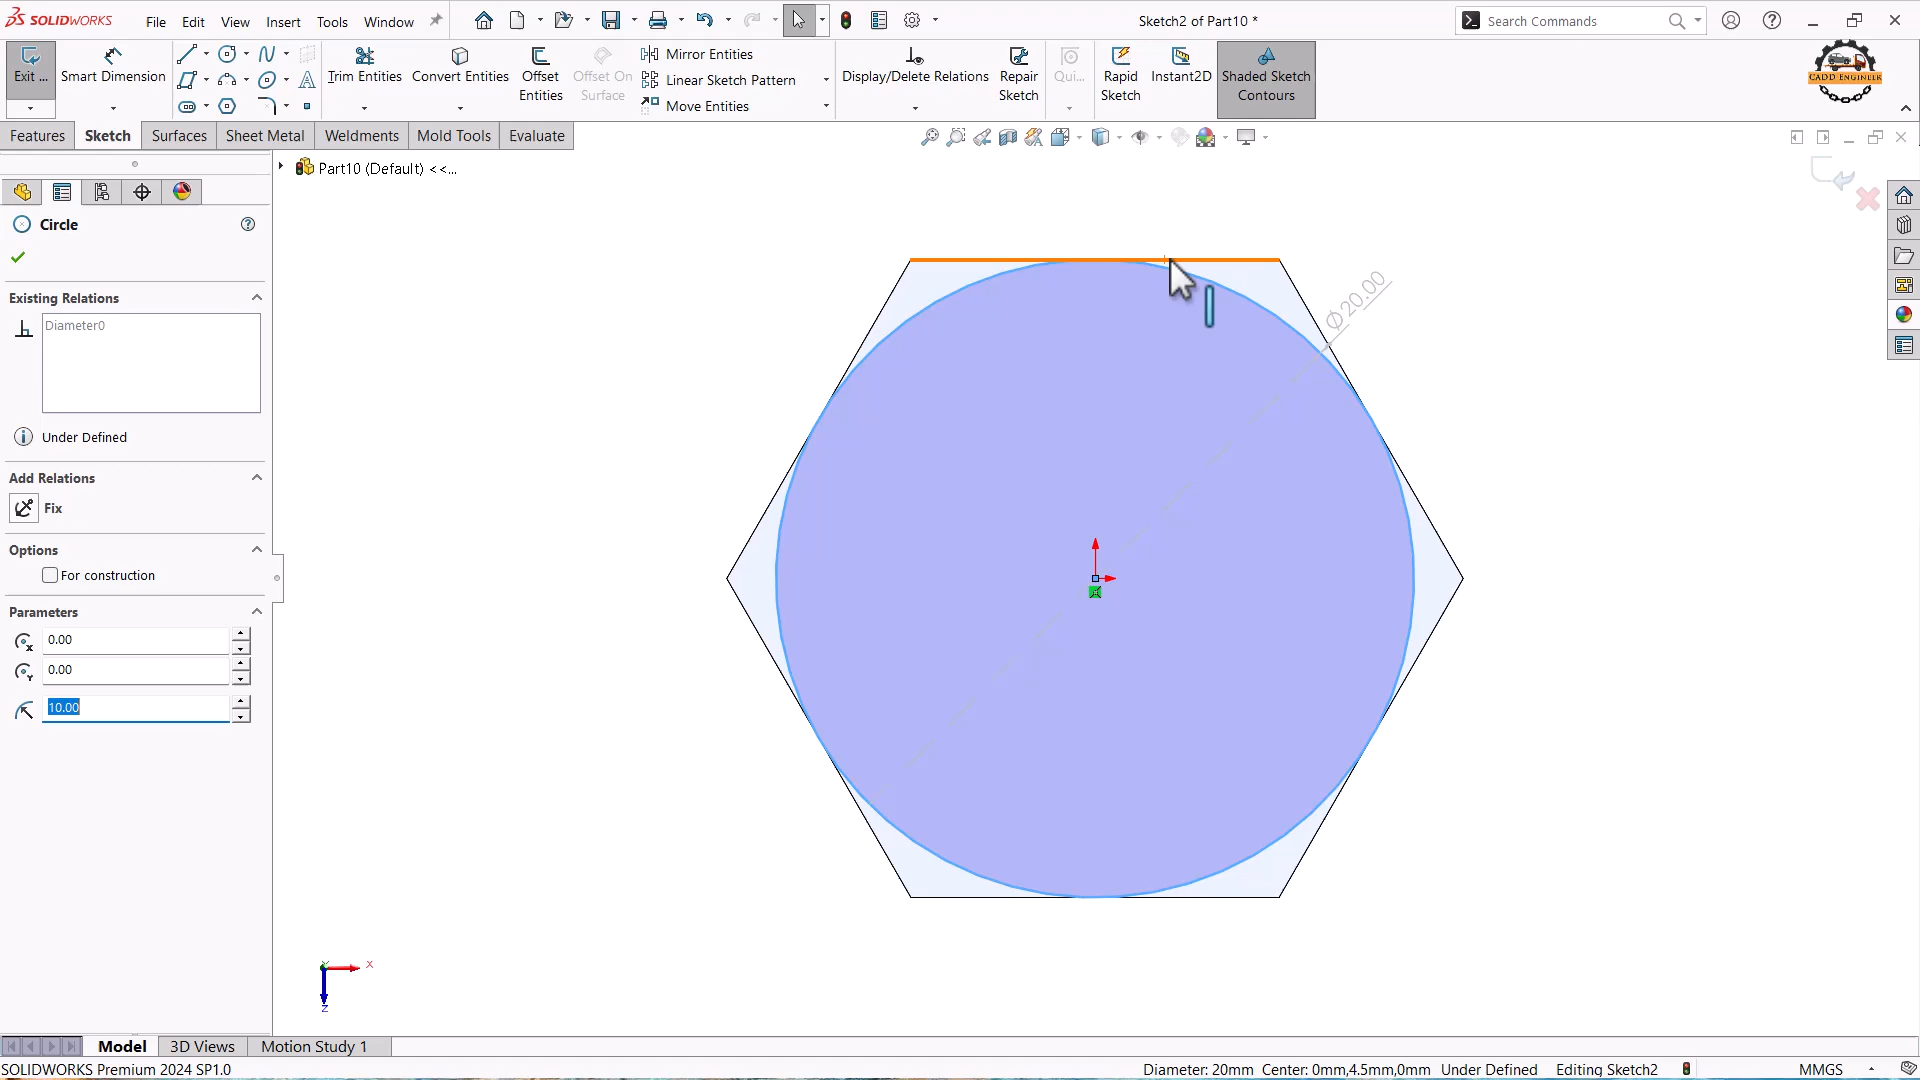 SOLIDWORKS File Edit View Insert Tools Window Sketch2 of Part10 * Search Commands
Exit ... Smart Dimension Trim Entities Convert Entities Offset Entities Offset On Surface Mirror Entities Linear Sketch Pattern Move Entities Display/Delete Relations Repair Sketch Qui... Rapid Sketch Instant2D Shaded Sketch Contours CADD ENGINEER
Features Sketch Surfaces Sheet Metal Weldments Mold Tools Evaluate
Part10 (Default) <<...
Circle
Existing Relations
Diameter0
Under Defined
Add Relations
Fix
Options
For construction
Parameters
0.00
0.00
10.00
Ø20.00
X
Y
Z
Model 3D Views Motion Study 1
SOLIDWORKS Premium 2024 SP1.0 Diameter: 20mm Center: 0mm,4.5mm,0mm Under Defined Editing Sketch2 MMGS